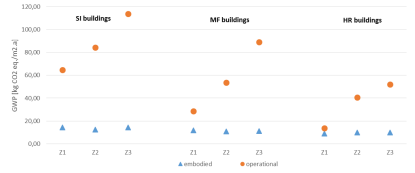 120,00
SI buildings
MF buildings
HR buildings
100,00
80,00
60,00
40,00
20,00
0,00
GWP [kg CO2 eq./m2.a]
Z1 Z2 Z3 Z1 Z2 Z3 Z1 Z2 Z3
embodied operational